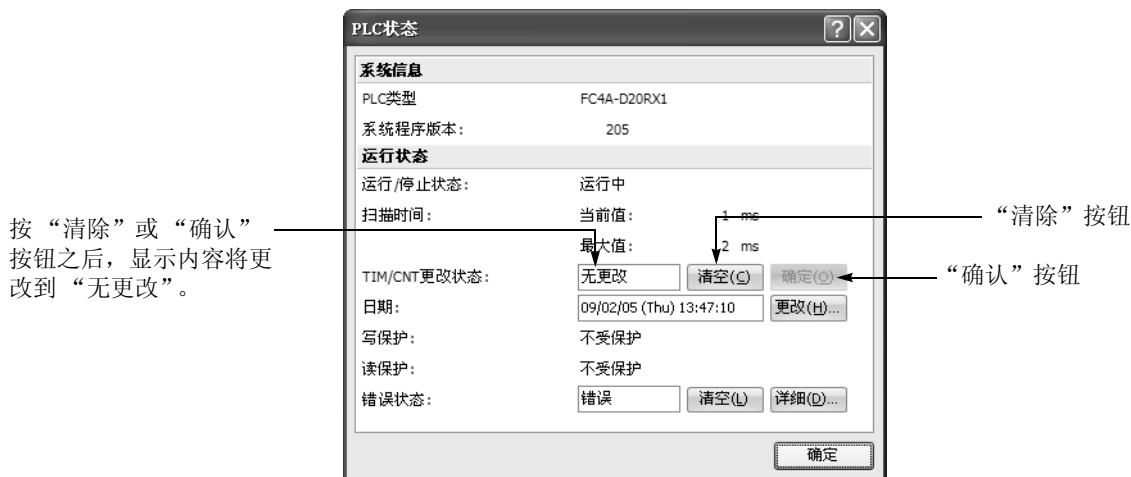 PLC状态
系统信息
PLC类型 FC4A-D20RX1
系统程序版本: 205
运行状态
运行/停止状态: 运行中
扫描时间: 当前值: 1 ms
最大值: 2 ms
TIM/CNT更改状态: 无更改 清空(C) 确定(O)
日期: 09/02/05 (Thu) 13:47:10 更改(H)...
写保护: 不受保护
读保护: 不受保护
错误状态: 错误 清空(L) 详细(D)...
确定
按“清除”或“确认”
按钮之后，显示内容将更
改到“无更改”。
“清除”按钮
“确认”按钮